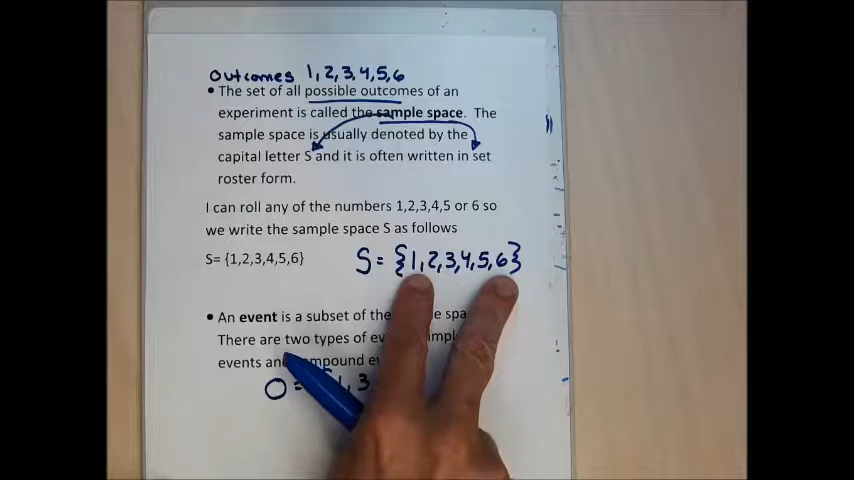 Outcomes 1,2,3,4,5,6
• The set of all possible outcomes of an
experiment is called the sample space. The
sample space is usually denoted by the
capital letter S and it is often written in set
roster form.
I can roll any of the numbers 1,2,3,4,5 or 6 so
we write the sample space S as follows
S= {1,2,3,4,5,6}
S = {1,2,3,4,5,6}
• An event is a subset of the
There are two types of
events and
O = 1, 3